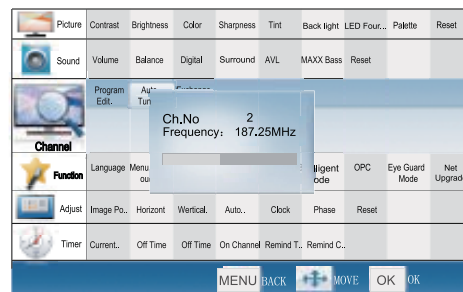 Picture Contrast Brightness Color Sharpness Tint Back light LED Four... Palette Reset
Sound Volume Balance Digital Surround AVL MAXX Bass Reset
Program
Edit.
Ch.No 2
Frequency: 187.25MHz
Channel
Function Language OPC Eye Guard
Mode Net
Upgrad
Adjust Image Po.. Horizont Wertical. Auto.. Clock Phase Reset
Timer Current.. Off Time Off Time On Channel Remind T.. Remind C..
MENU BACK MOVE OK OK